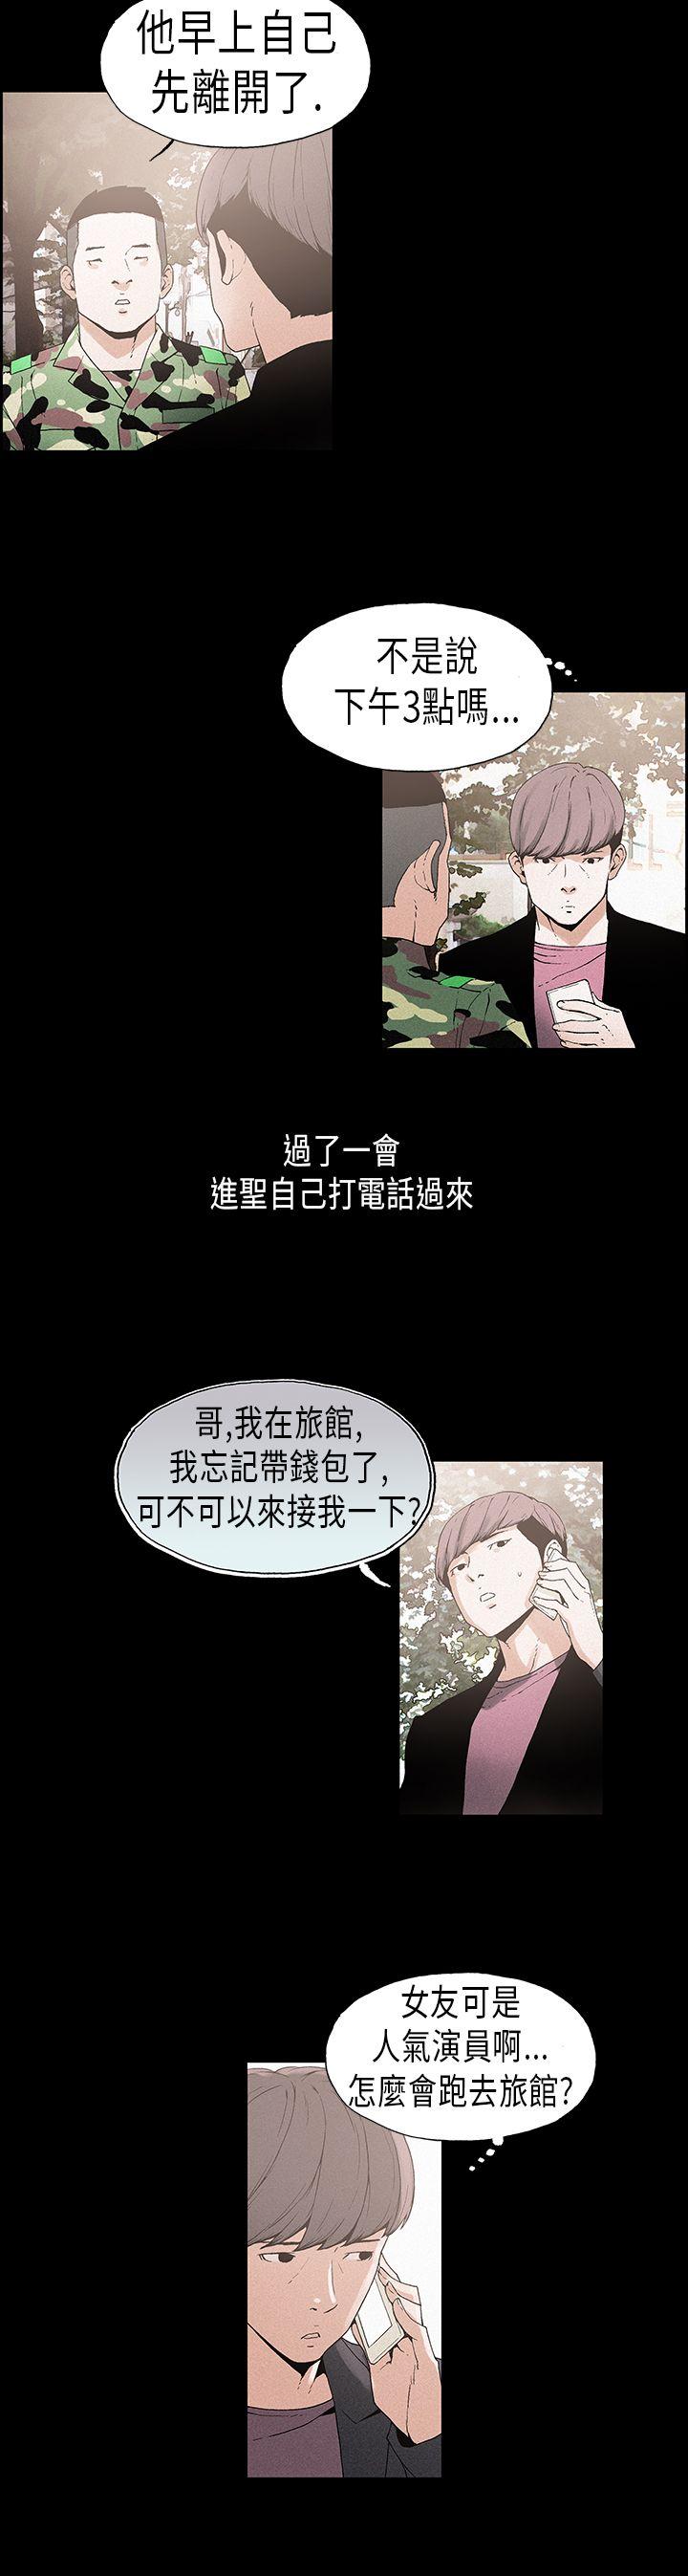 他早上自己
先離開了.
不是說
下午3點嗎...
過了一會
進聖自己打電話過來
哥,我在旅館,
我忘記帶錢包了,
可不可以來接我一下?
女友可是
人氣演員啊...
怎麼會跑去旅館?